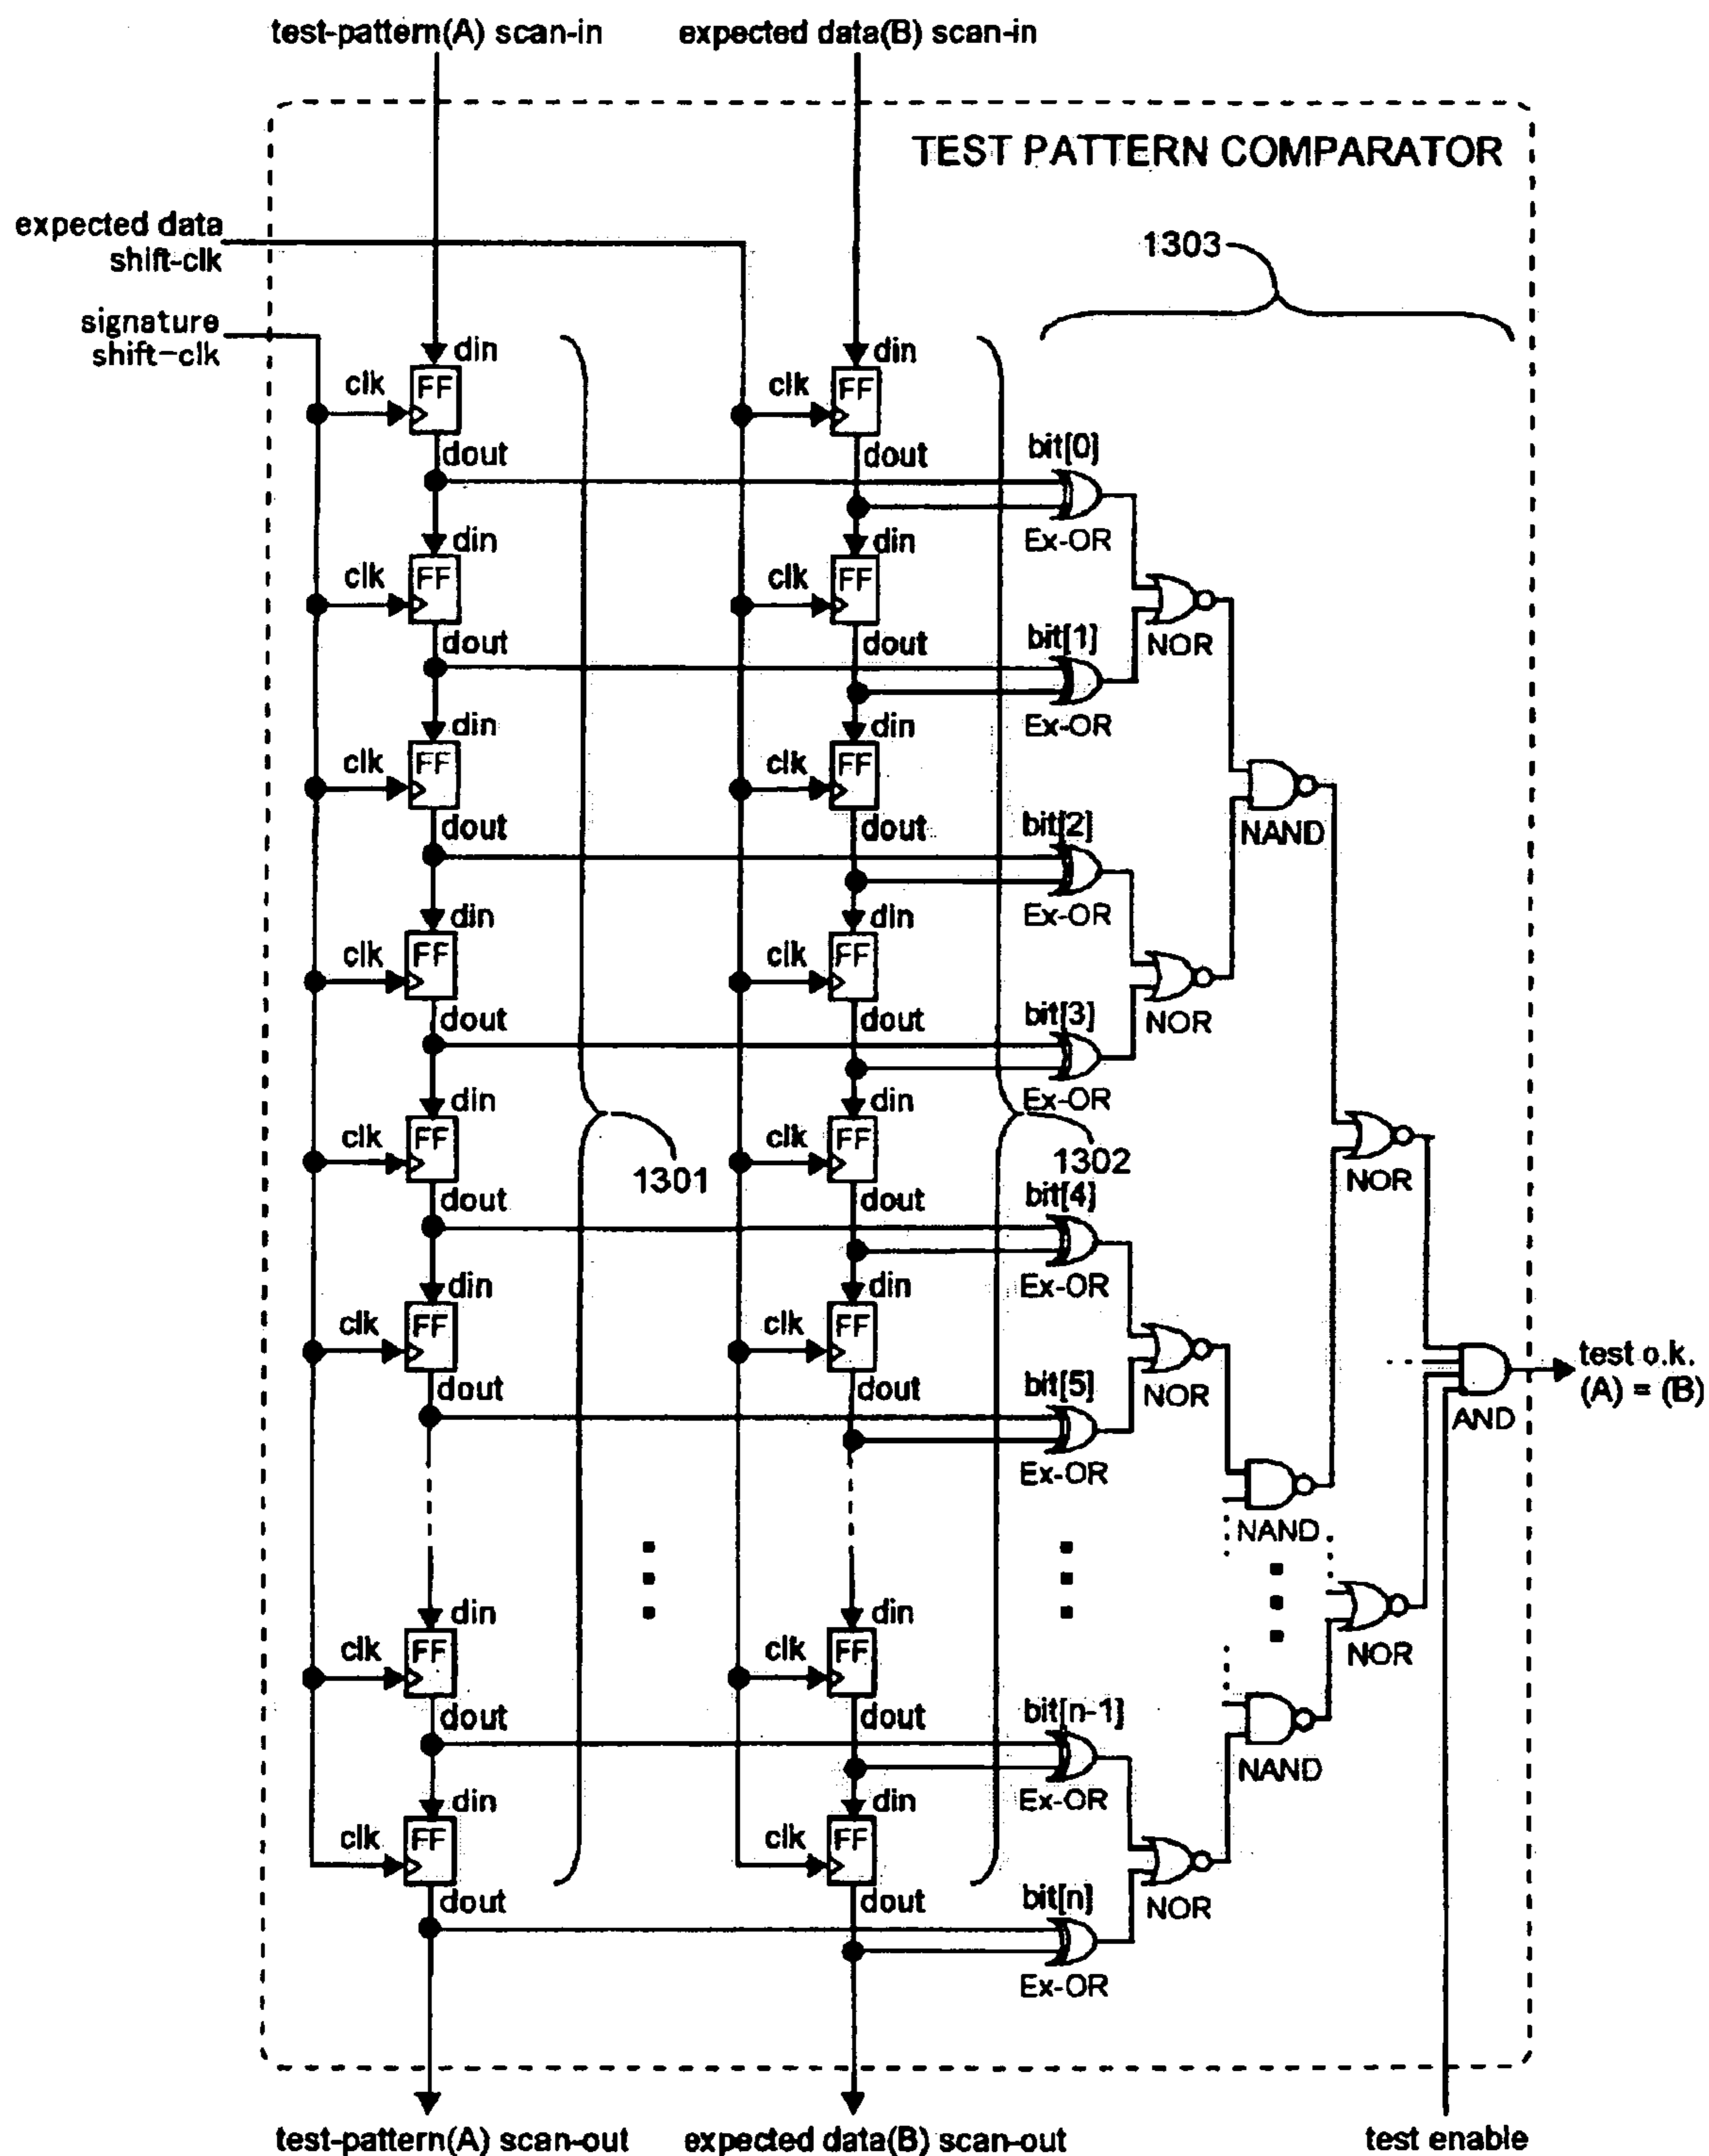 test-pattern(A) scan-in expected data(B) scan-in
TEST PATTERN COMPARATOR
expected data
shift-clk
1303
signature
shift-clk
din din
clk FF clk FF
dout dout bit[0]
Ex-OR
din din
clk FF clk FF
dout dout bit[1] NOR
Ex-OR
din din
clk FF clk FF
dout dout bit[2] NAND
Ex-OR
din din
clk FF clk FF
dout dout bit[3] NOR
Ex-OR
din din
clk FF clk FF
1301 1302 NOR
dout dout bit[4]
Ex-OR
din din
clk FF clk FF
test o.k.
(A) = (B)
dout dout bit[5] NOR AND
Ex-OR
NAND
din din
clk FF clk FF NOR
dout dout bit[n-1]
NAND
Ex-OR
din din
clk FF clk FF
dout dout bit[n] NOR
Ex-OR
test-pattern(A) scan-out expected data(B) scan-out test enable